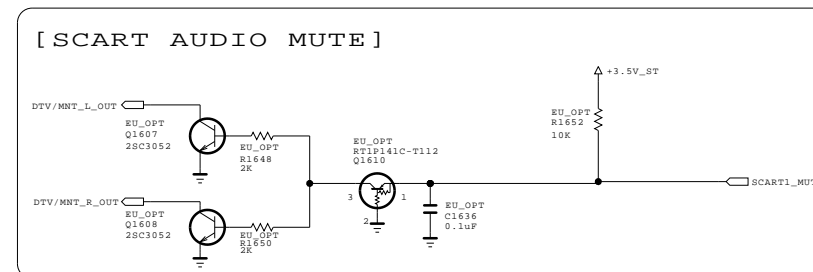 [SCART AUDIO MUTE]
+3.5V_ST
DTV/MNT_L_OUT
EU_OPT
Q1607
2SC3052
EU_OPT
R1648
2K
EU_OPT
RT1P141C-T112
Q1610
EU_OPT
R1652
10K
3
1
2
EU_OPT
C1636
0.1uF
SCART1_MUT
DTV/MNT_R_OUT
EU_OPT
Q1608
2SC3052
EU_OPT
R1650
2K